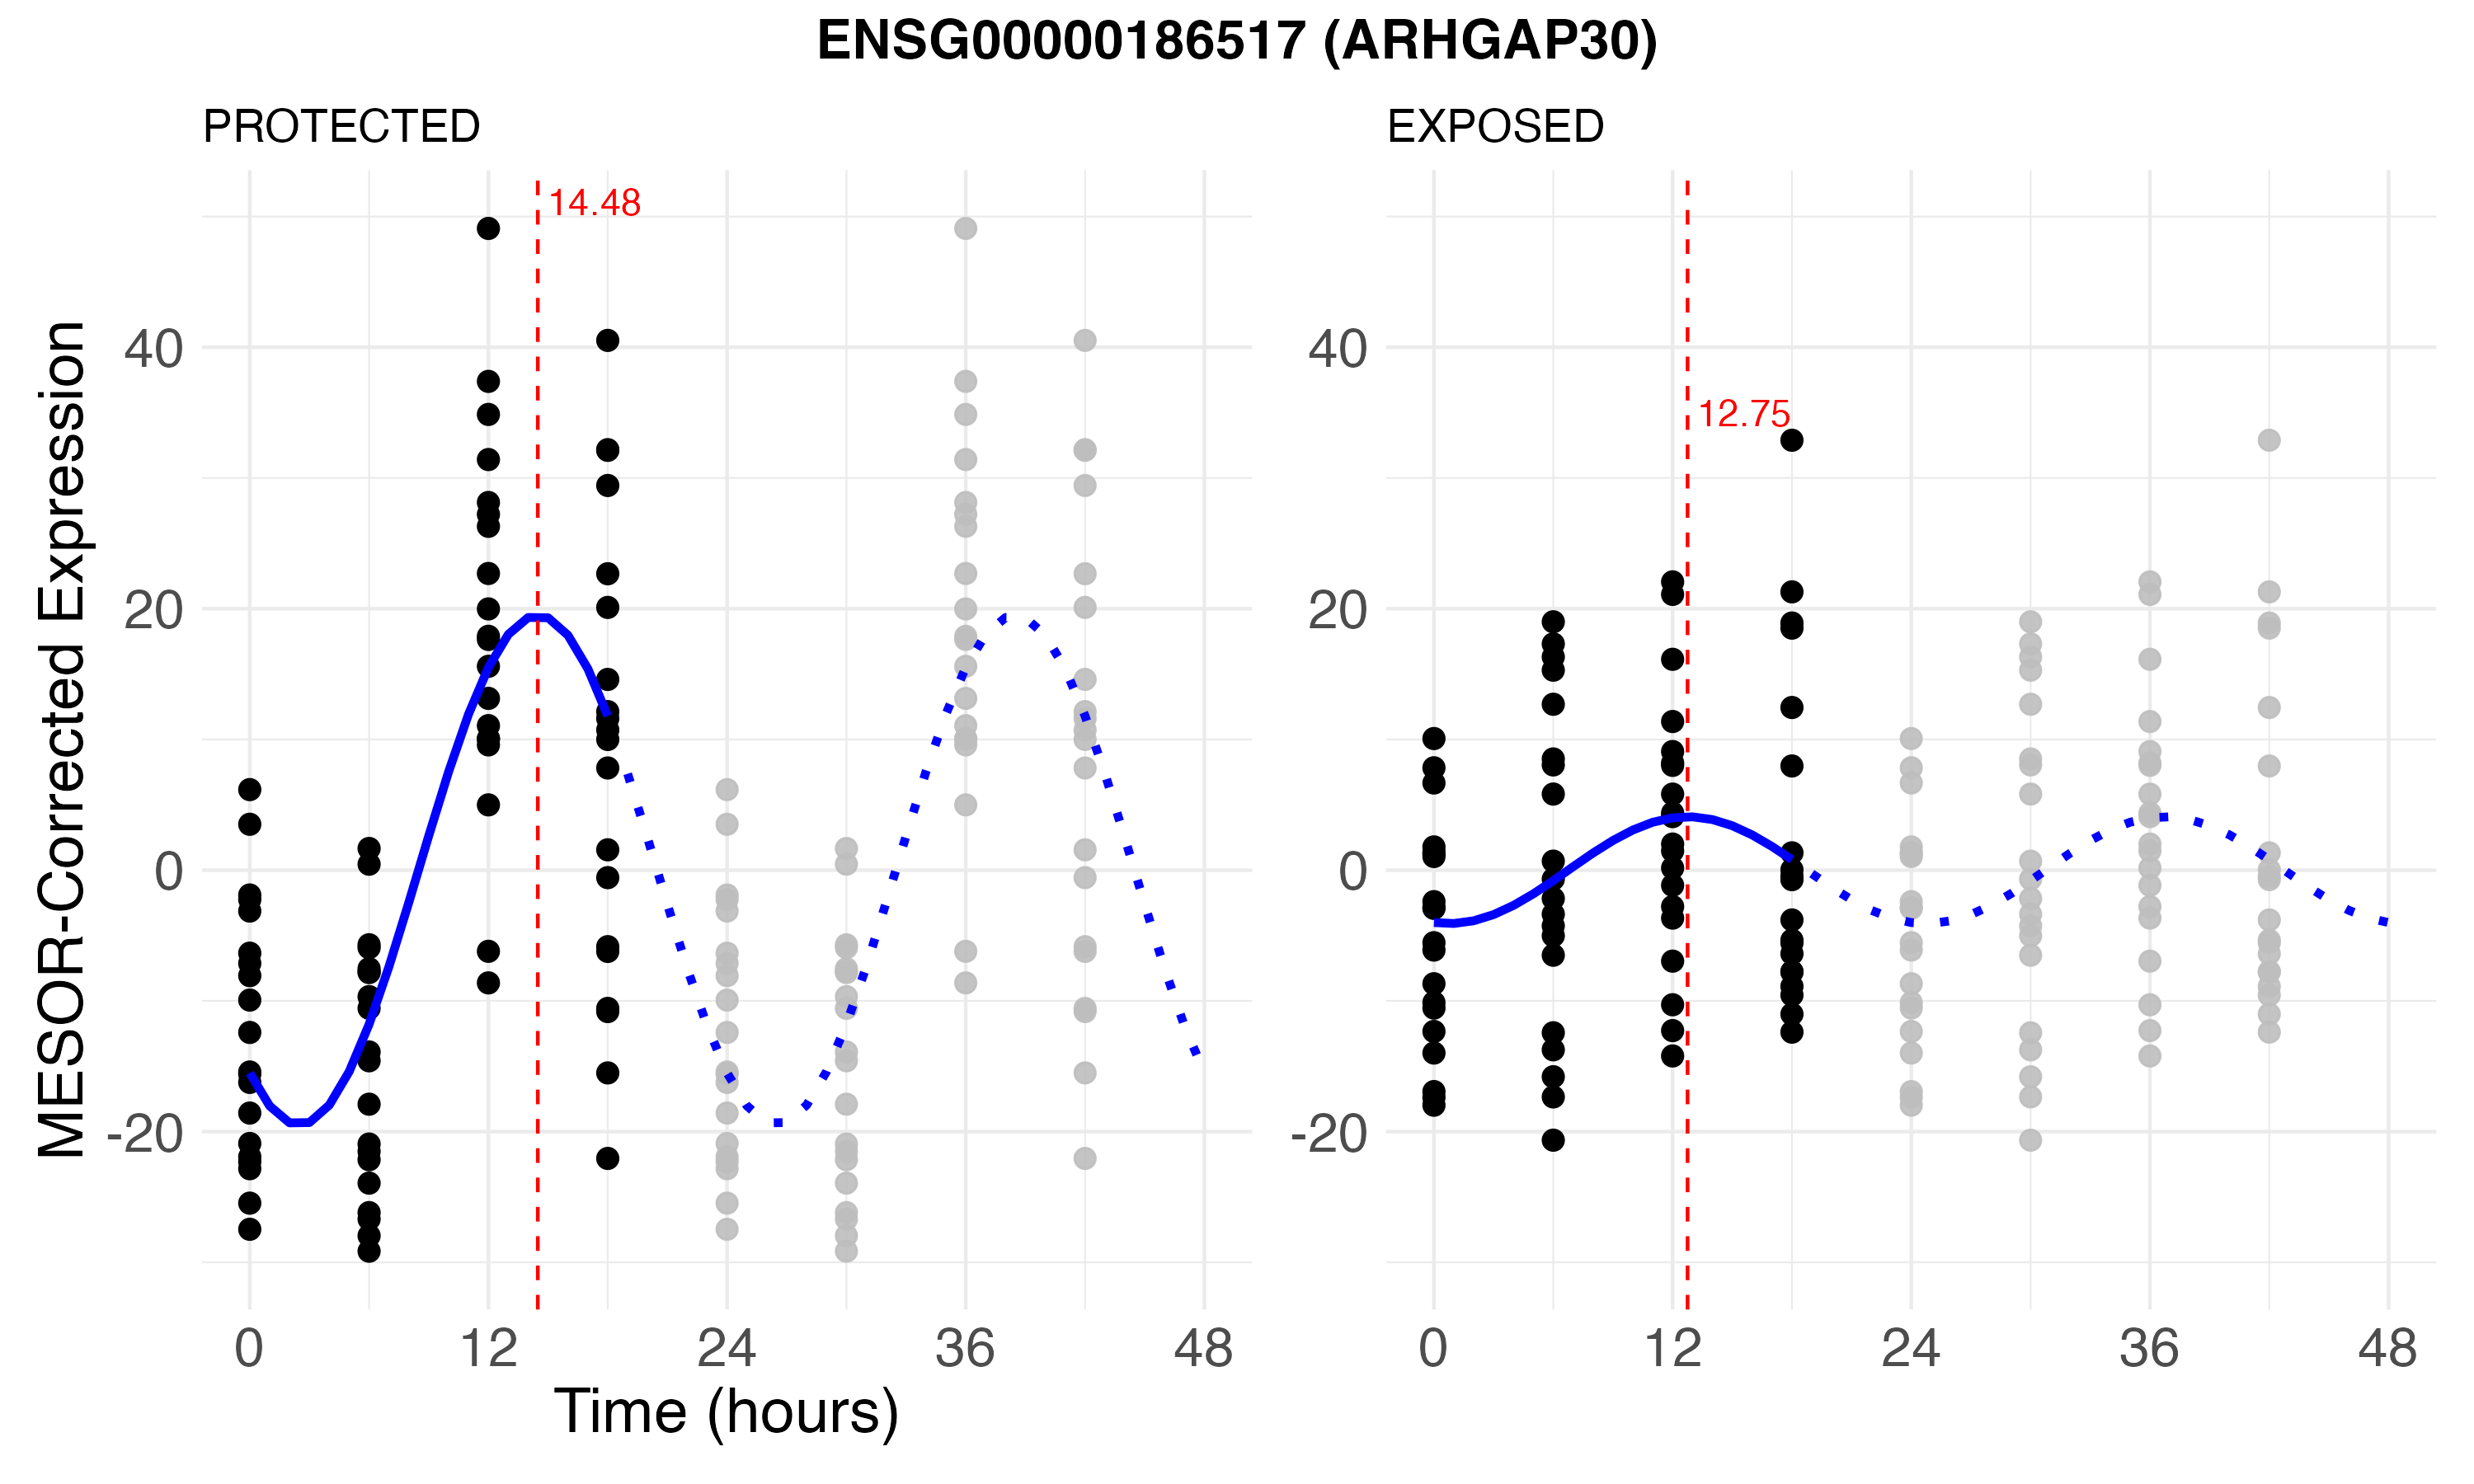 ENSG00000186517 (ARHGAP30)
PROTECTED
EXPOSED
MESOR-Corrected Expression
14.48
12.75
40
20
0
-20
40
20
0
-20
0 12 24 36 48
0 12 24 36 48
Time (hours)